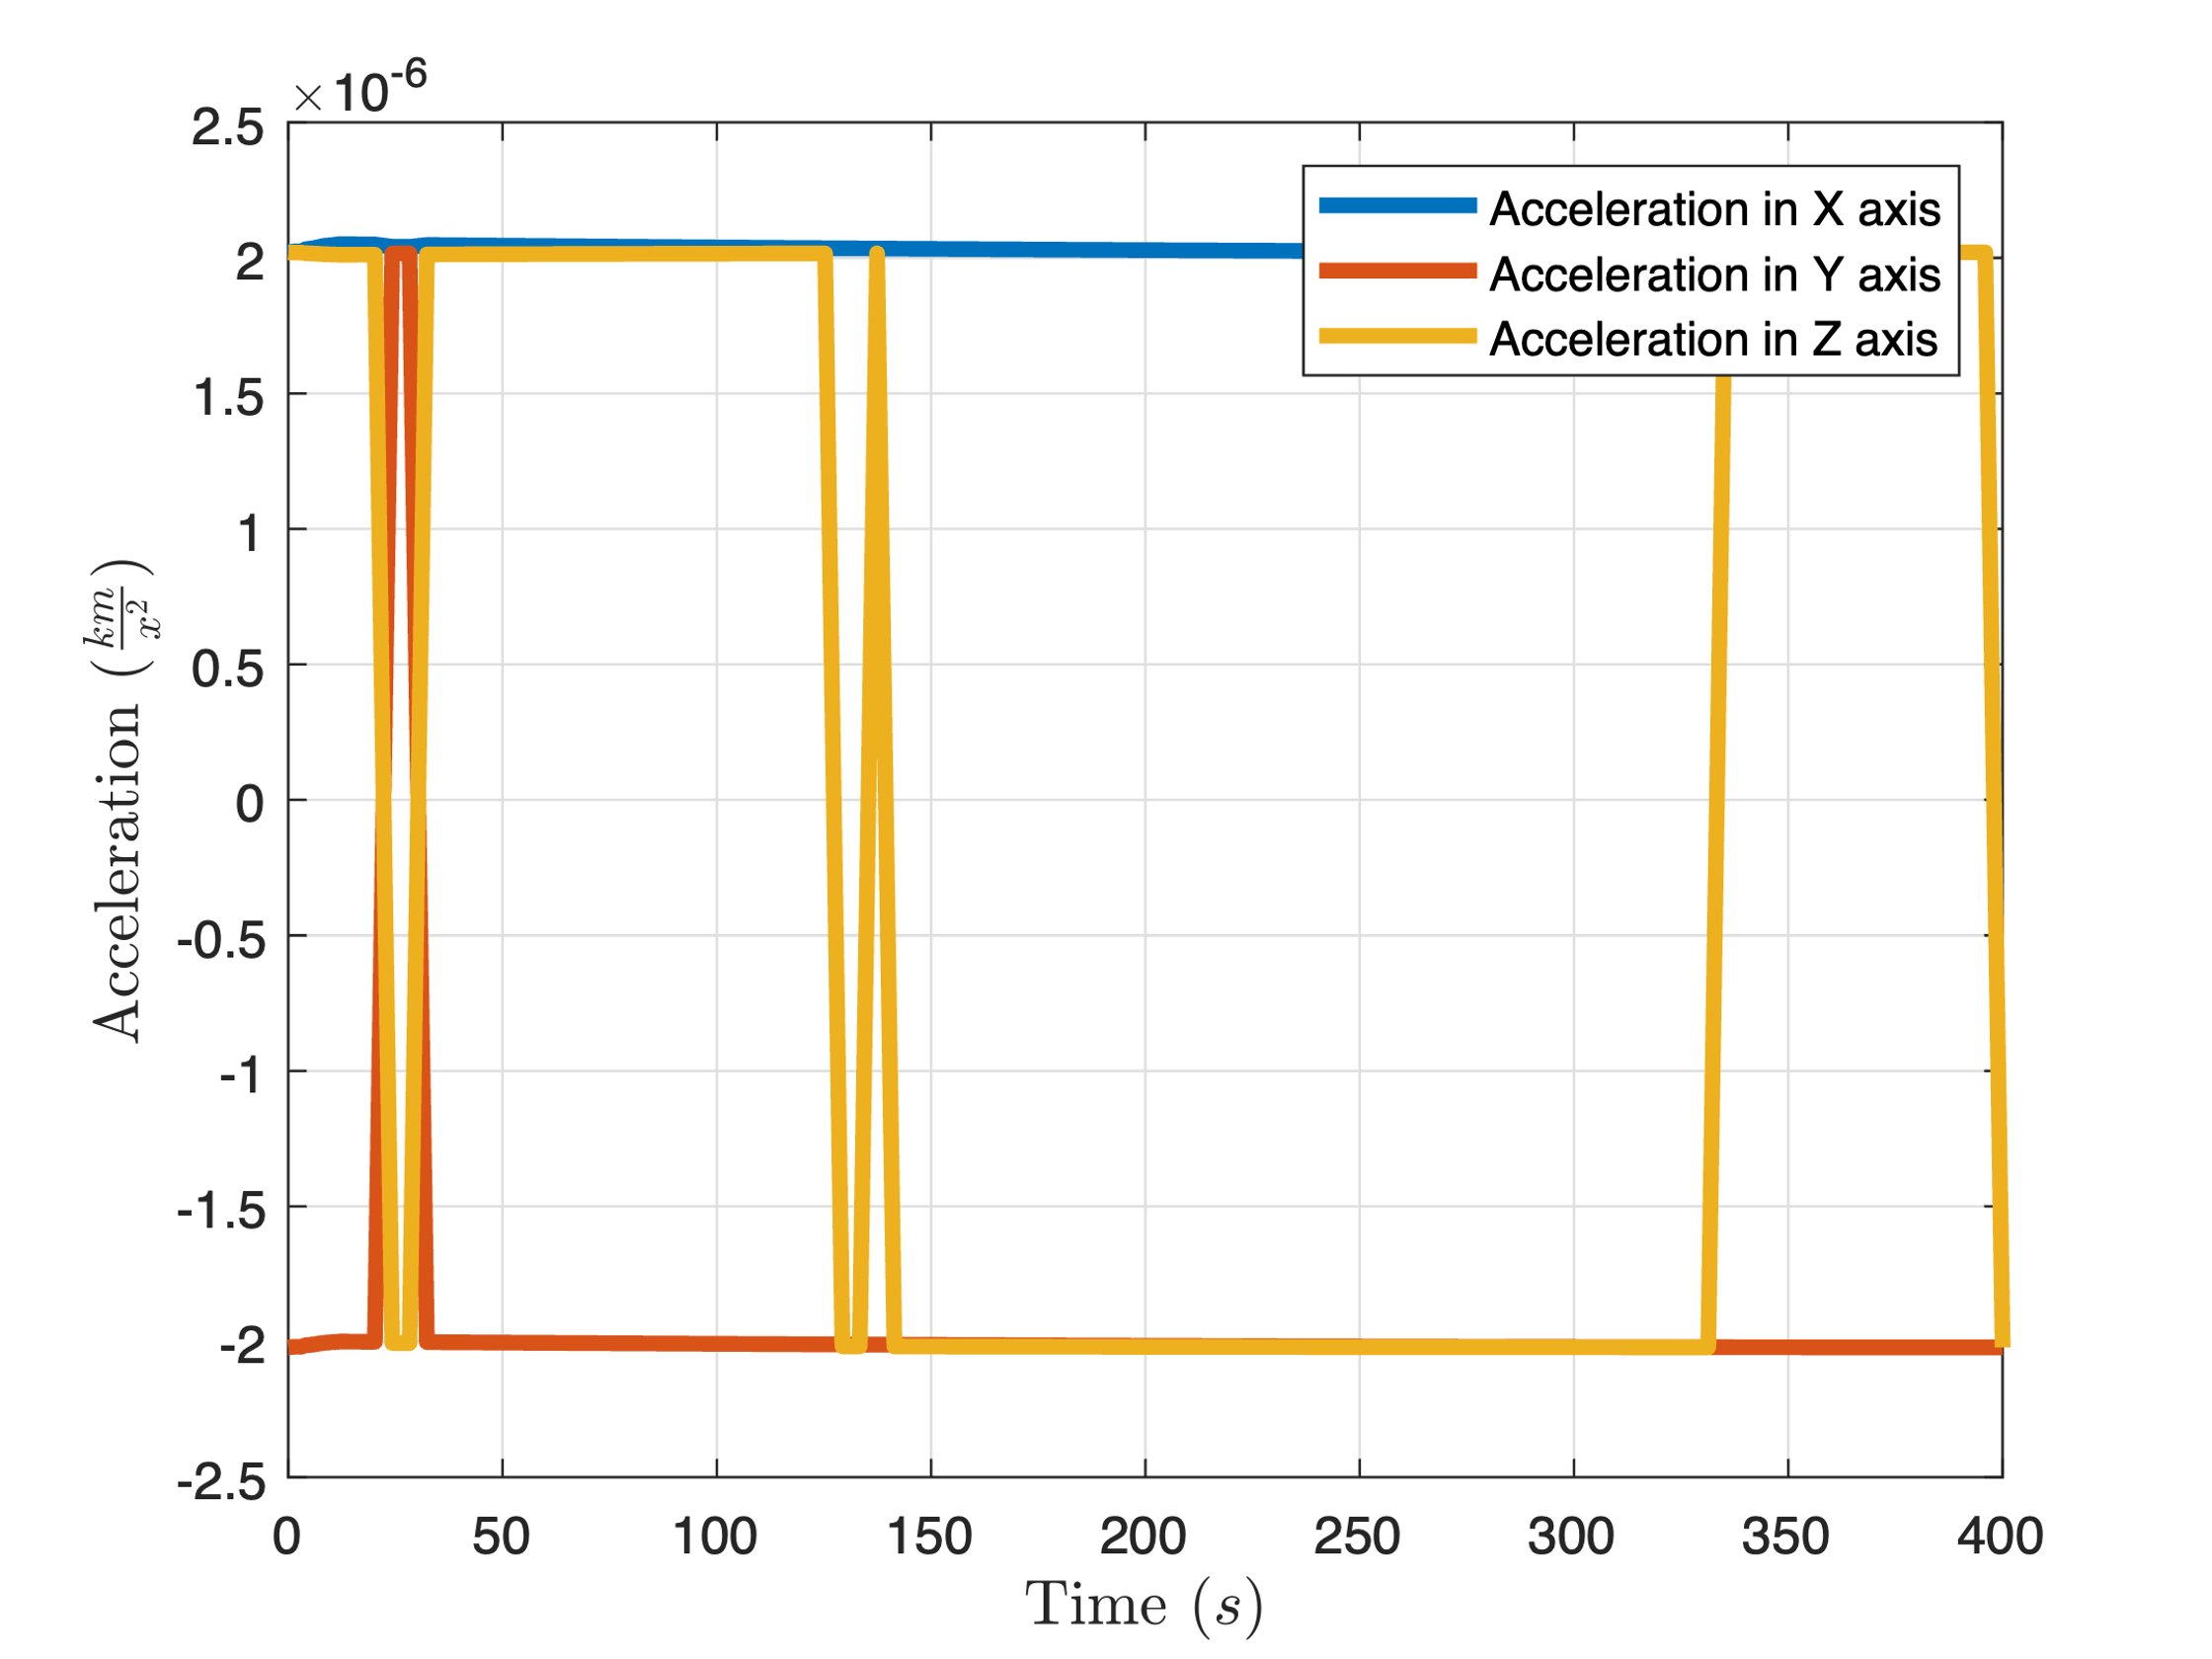 ×10^-6
2.5
2
1.5
1
0.5
0
-0.5
-1
-1.5
-2
-2.5
Acceleration (km/x^2)
Acceleration in X axis
Acceleration in Y axis
Acceleration in Z axis
0 50 100 150 200 250 300 350 400
Time (s)